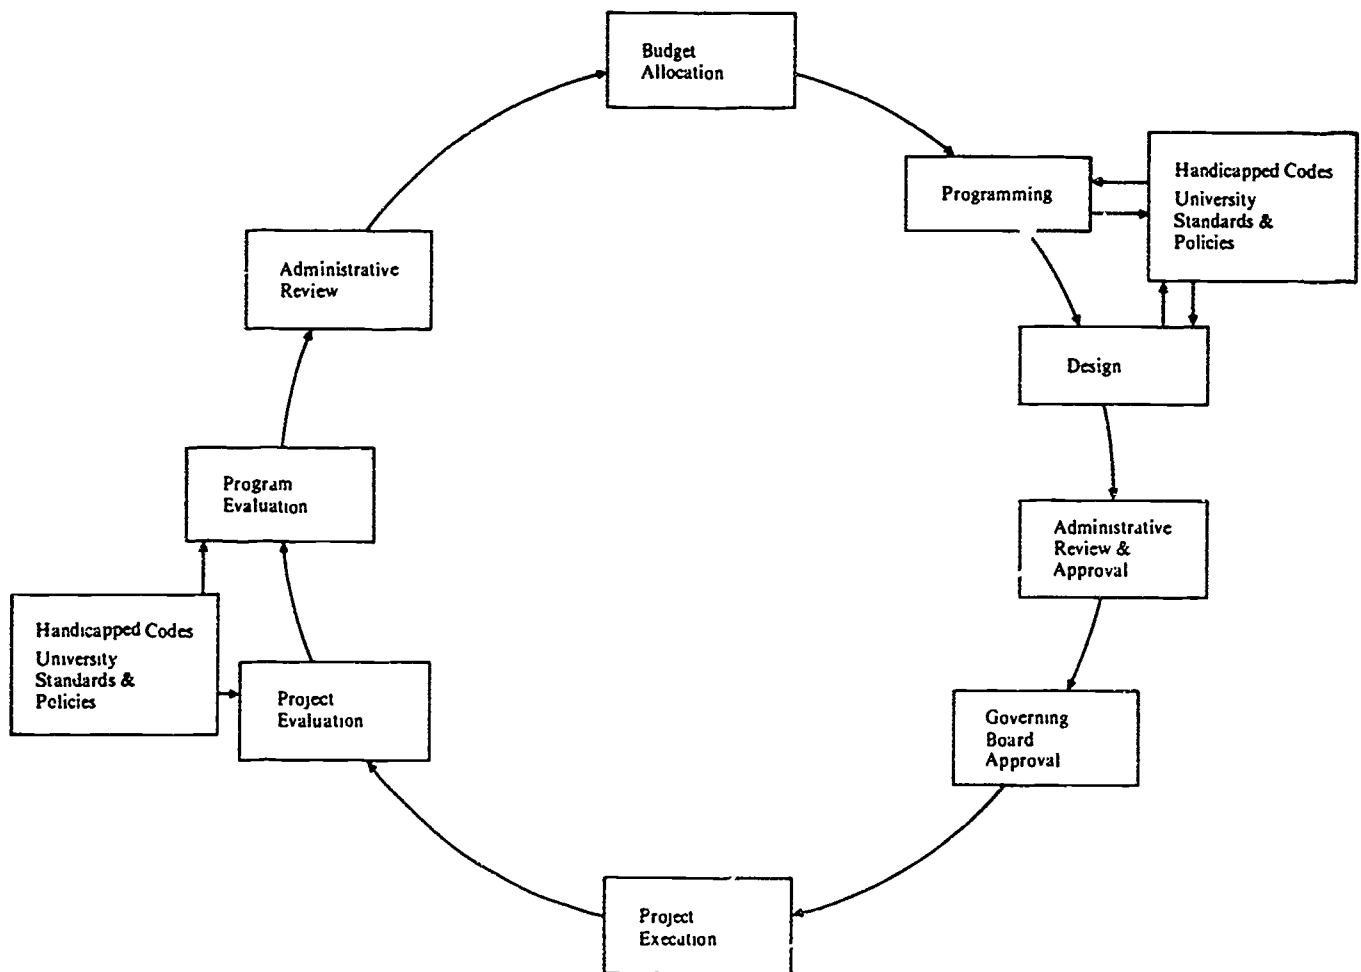 Budget
Allocation
Programming
Handicapped Codes
University
Standards &
Policies
Design
Administrative
Review &
Approval
Governing
Board
Approval
Project
Execution
Project
Evaluation
Handicapped Codes
University
Standards &
Policies
Program
Evaluation
Administrative
Review